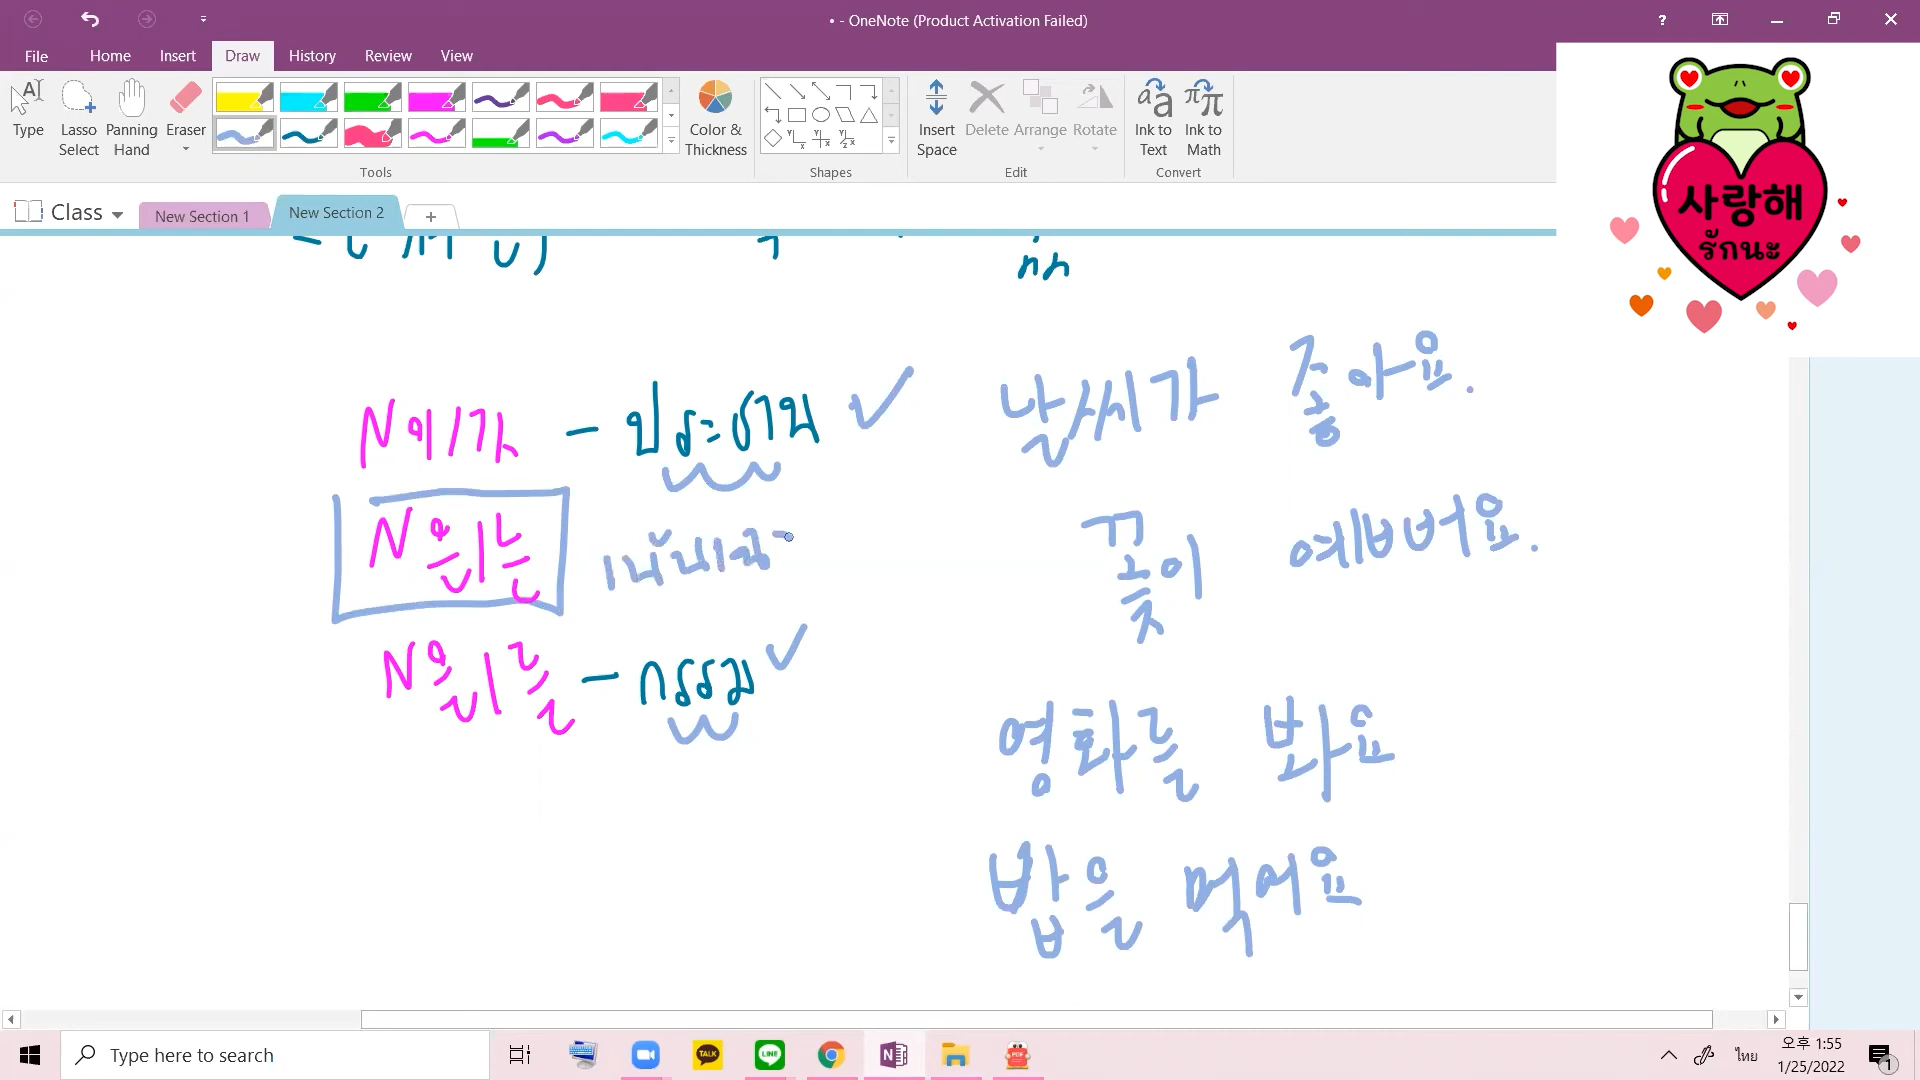 • - OneNote (Product Activation Failed)
?
File Home Insert Draw History Review View
Type
Lasso Select
Panning Hand
Eraser
Color & Thickness
Insert Space
Delete Arrange Rotate
Ink to Text
Ink to Math
Tools
Shapes
Edit
Convert
Class New Section 1 New Section 2 +
사랑해
รักนะ
N이/가 - ประธาน
N은/는
N을/를 - กรรม
날씨가 좋아요.
꽃이 예뻐요.
영화를 봐요
밥을 먹어요
Type here to search
TALK
LINE
PDF
ไทย
오후 1:55
1/25/2022
1